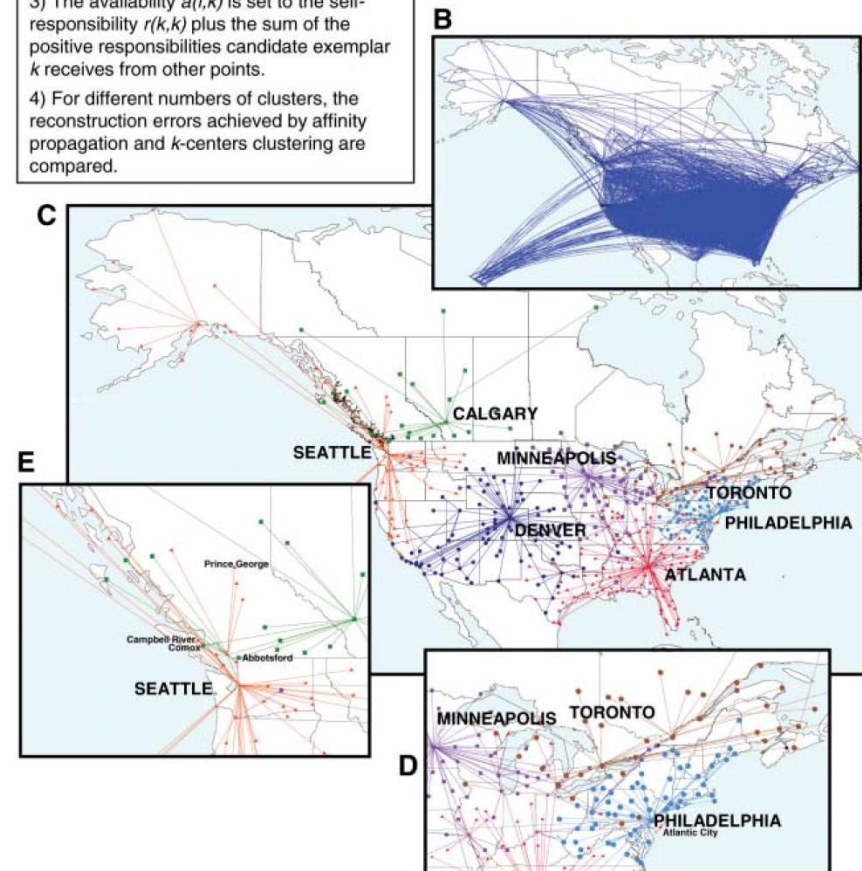 3) The availability a(i,k) is set to the self-
responsibility r(k,k) plus the sum of the
positive responsibilities candidate exemplar
k receives from other points.
4) For different numbers of clusters, the
reconstruction errors achieved by affinity
propagation and k-centers clustering are
compared.
B
C
CALGARY
SEATTLE
MINNEAPOLIS
TORONTO
PHILADELPHIA
DENVER
ATLANTA
E
Prince George
Campbell River
Comox
Abbotsford
SEATTLE
D
MINNEAPOLIS
TORONTO
PHILADELPHIA
Atlantic City